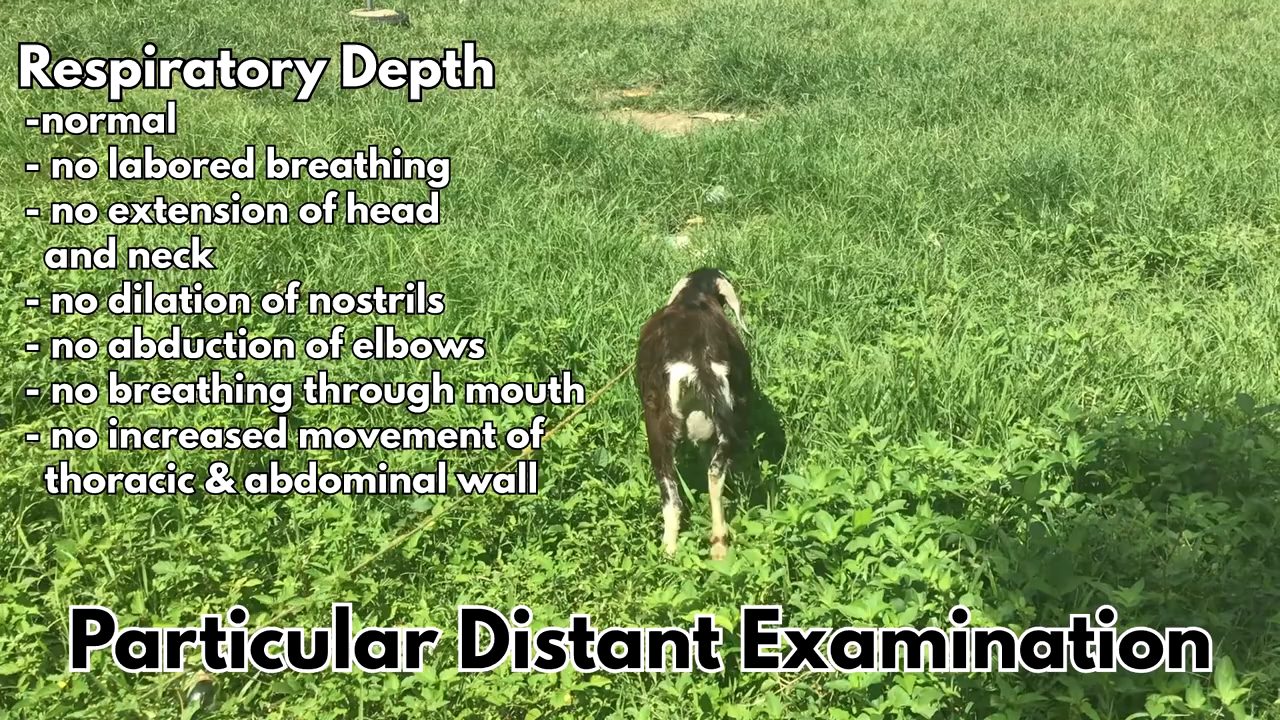 Respiratory Depth
-normal
- no labored breathing
- no extension of head
and neck
- no dilation of nostrils
- no abduction of elbows
- no breathing through mouth
- no increased movement of
thoracic & abdominal wall
Particular Distant Examination